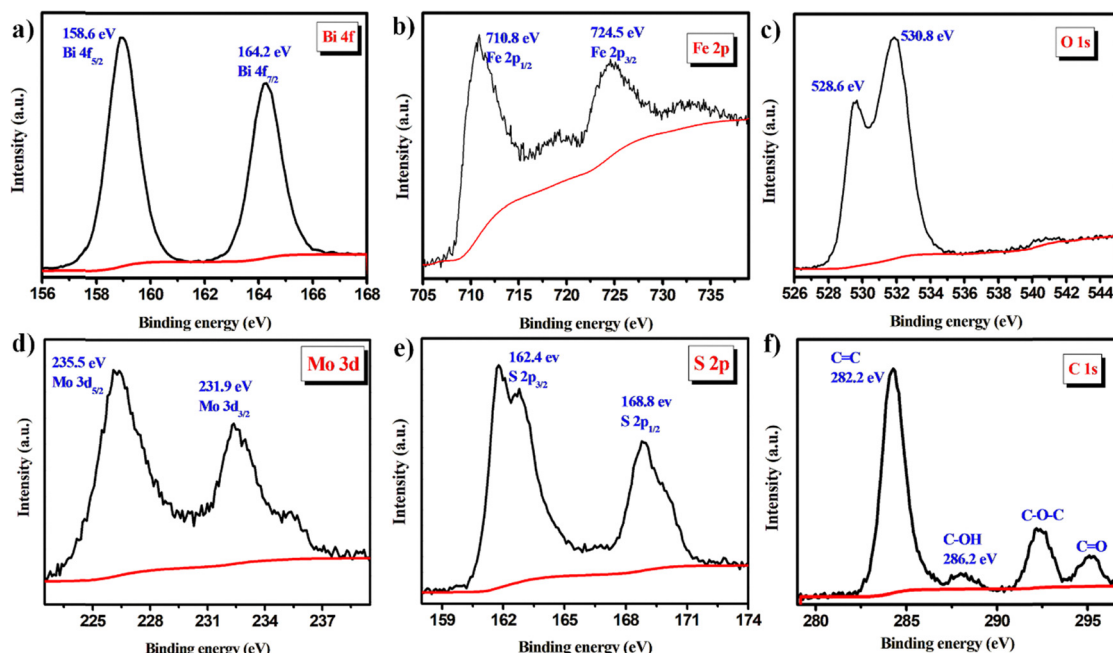 a)
158.6 eV
Bi 4f5/2
164.2 eV
Bi 4f7/2
Bi 4f
Intensity (a.u.)
156 158 160 162 164 166 168
Binding energy (eV)
b)
710.8 eV
Fe 2p1/2
724.5 eV
Fe 2p3/2
Fe 2p
Intensity (a.u.)
705 710 715 720 725 730 735
Binding energy (eV)
c)
528.6 eV
530.8 eV
O 1s
Intensity (a.u.)
526 528 530 532 534 536 538 540 542 544
Binding energy (eV)
d)
235.5 eV
Mo 3d5/2
231.9 eV
Mo 3d3/2
Mo 3d
Intensity (a.u.)
225 228 231 234 237
Binding energy (eV)
e)
162.4 ev
S 2p3/2
168.8 ev
S 2p1/2
S 2p
Intensity (a.u.)
159 162 165 168 171 174
Binding energy (eV)
f)
C=C
282.2 eV
C-OH
286.2 eV
C-O-C
C=O
C 1s
Intensity (a.u.)
280 285 290 295
Binding energy (eV)